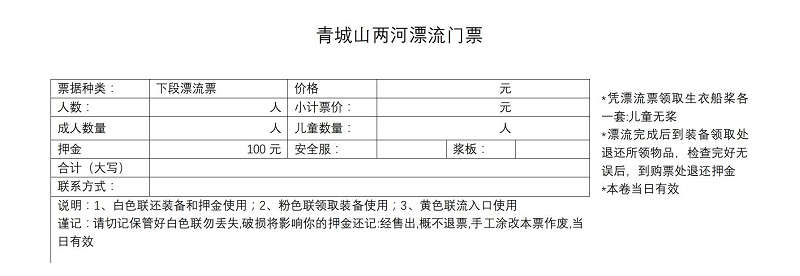 青城山两河漂流门票
票据种类： 下段漂流票 价格 元
人数： 人 小计票价： 元
成人数量 人 儿童数量： 人
押金 100 元 安全服： 浆板：
合计（大写）
联系方式：
说明：1、白色联还装备和押金使用；2、粉色联领取装备使用；3、黄色联流入口使用
谨记：请切记保管好白色联勿丢失,破损将影响你的押金还记:经售出,概不退票,手工涂改本票作废,当
日有效
*凭漂流票领取生衣船桨各
一套:儿童无桨
*漂流完成后到装备领取处
退还所领物品，检查完好无
误后，到购票处退还押金
*本卷当日有效